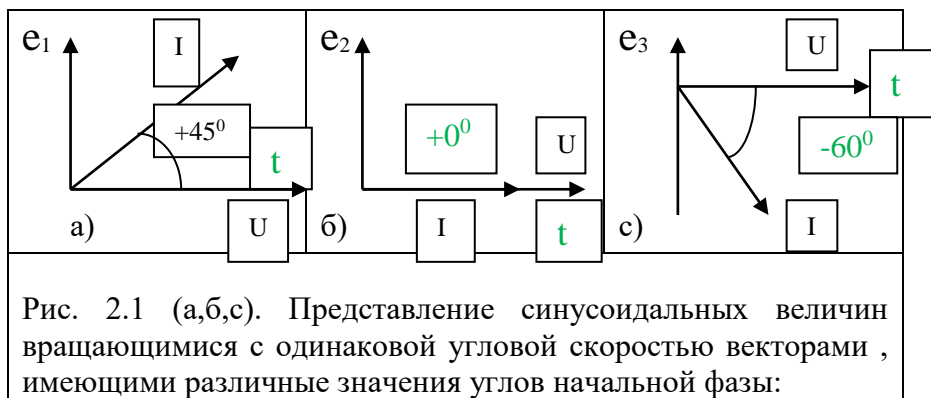 e1
I
+45⁰
t
U
а)
e2
+0⁰
U
I
t
б)
e3
U
t
-60⁰
I
с)
Рис. 2.1 (а,б,с). Представление синусоидальных величин
вращающимися с одинаковой угловой скоростью векторами ,
имеющими различные значения углов начальной фазы: